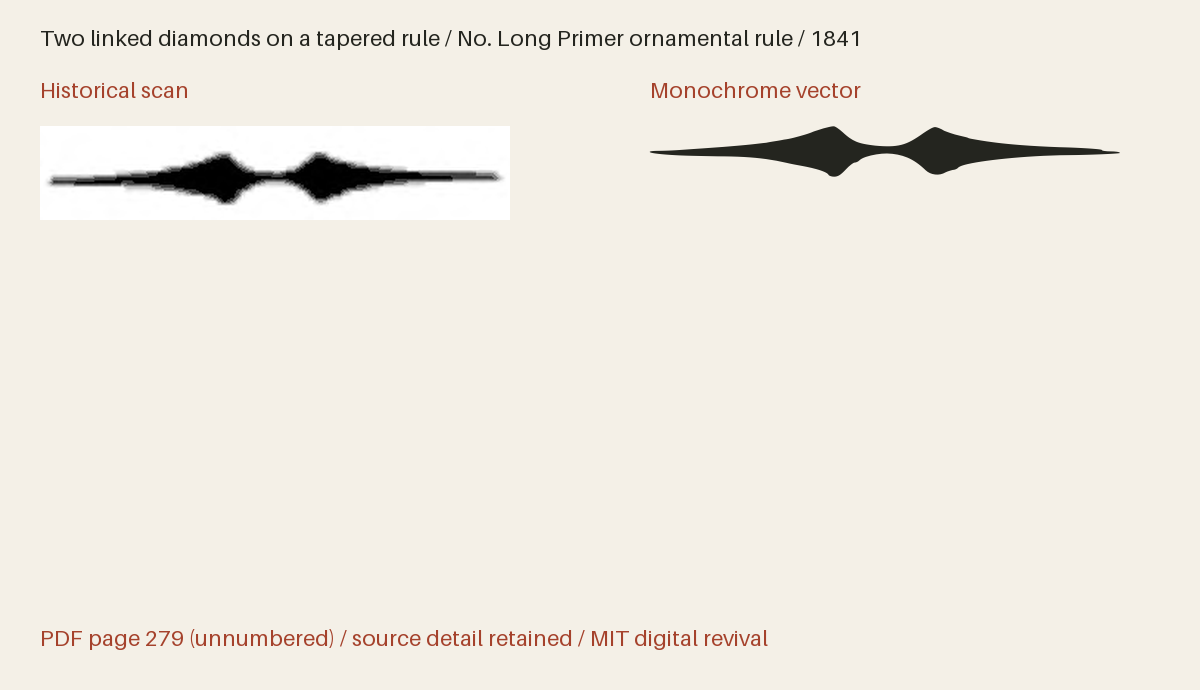 Two linked diamonds on a tapered rule / No. Long Primer ornamental rule / 1841
Historical scan
Monochrome vector
PDF page 279 (unnumbered) / source detail retained / MIT digital revival